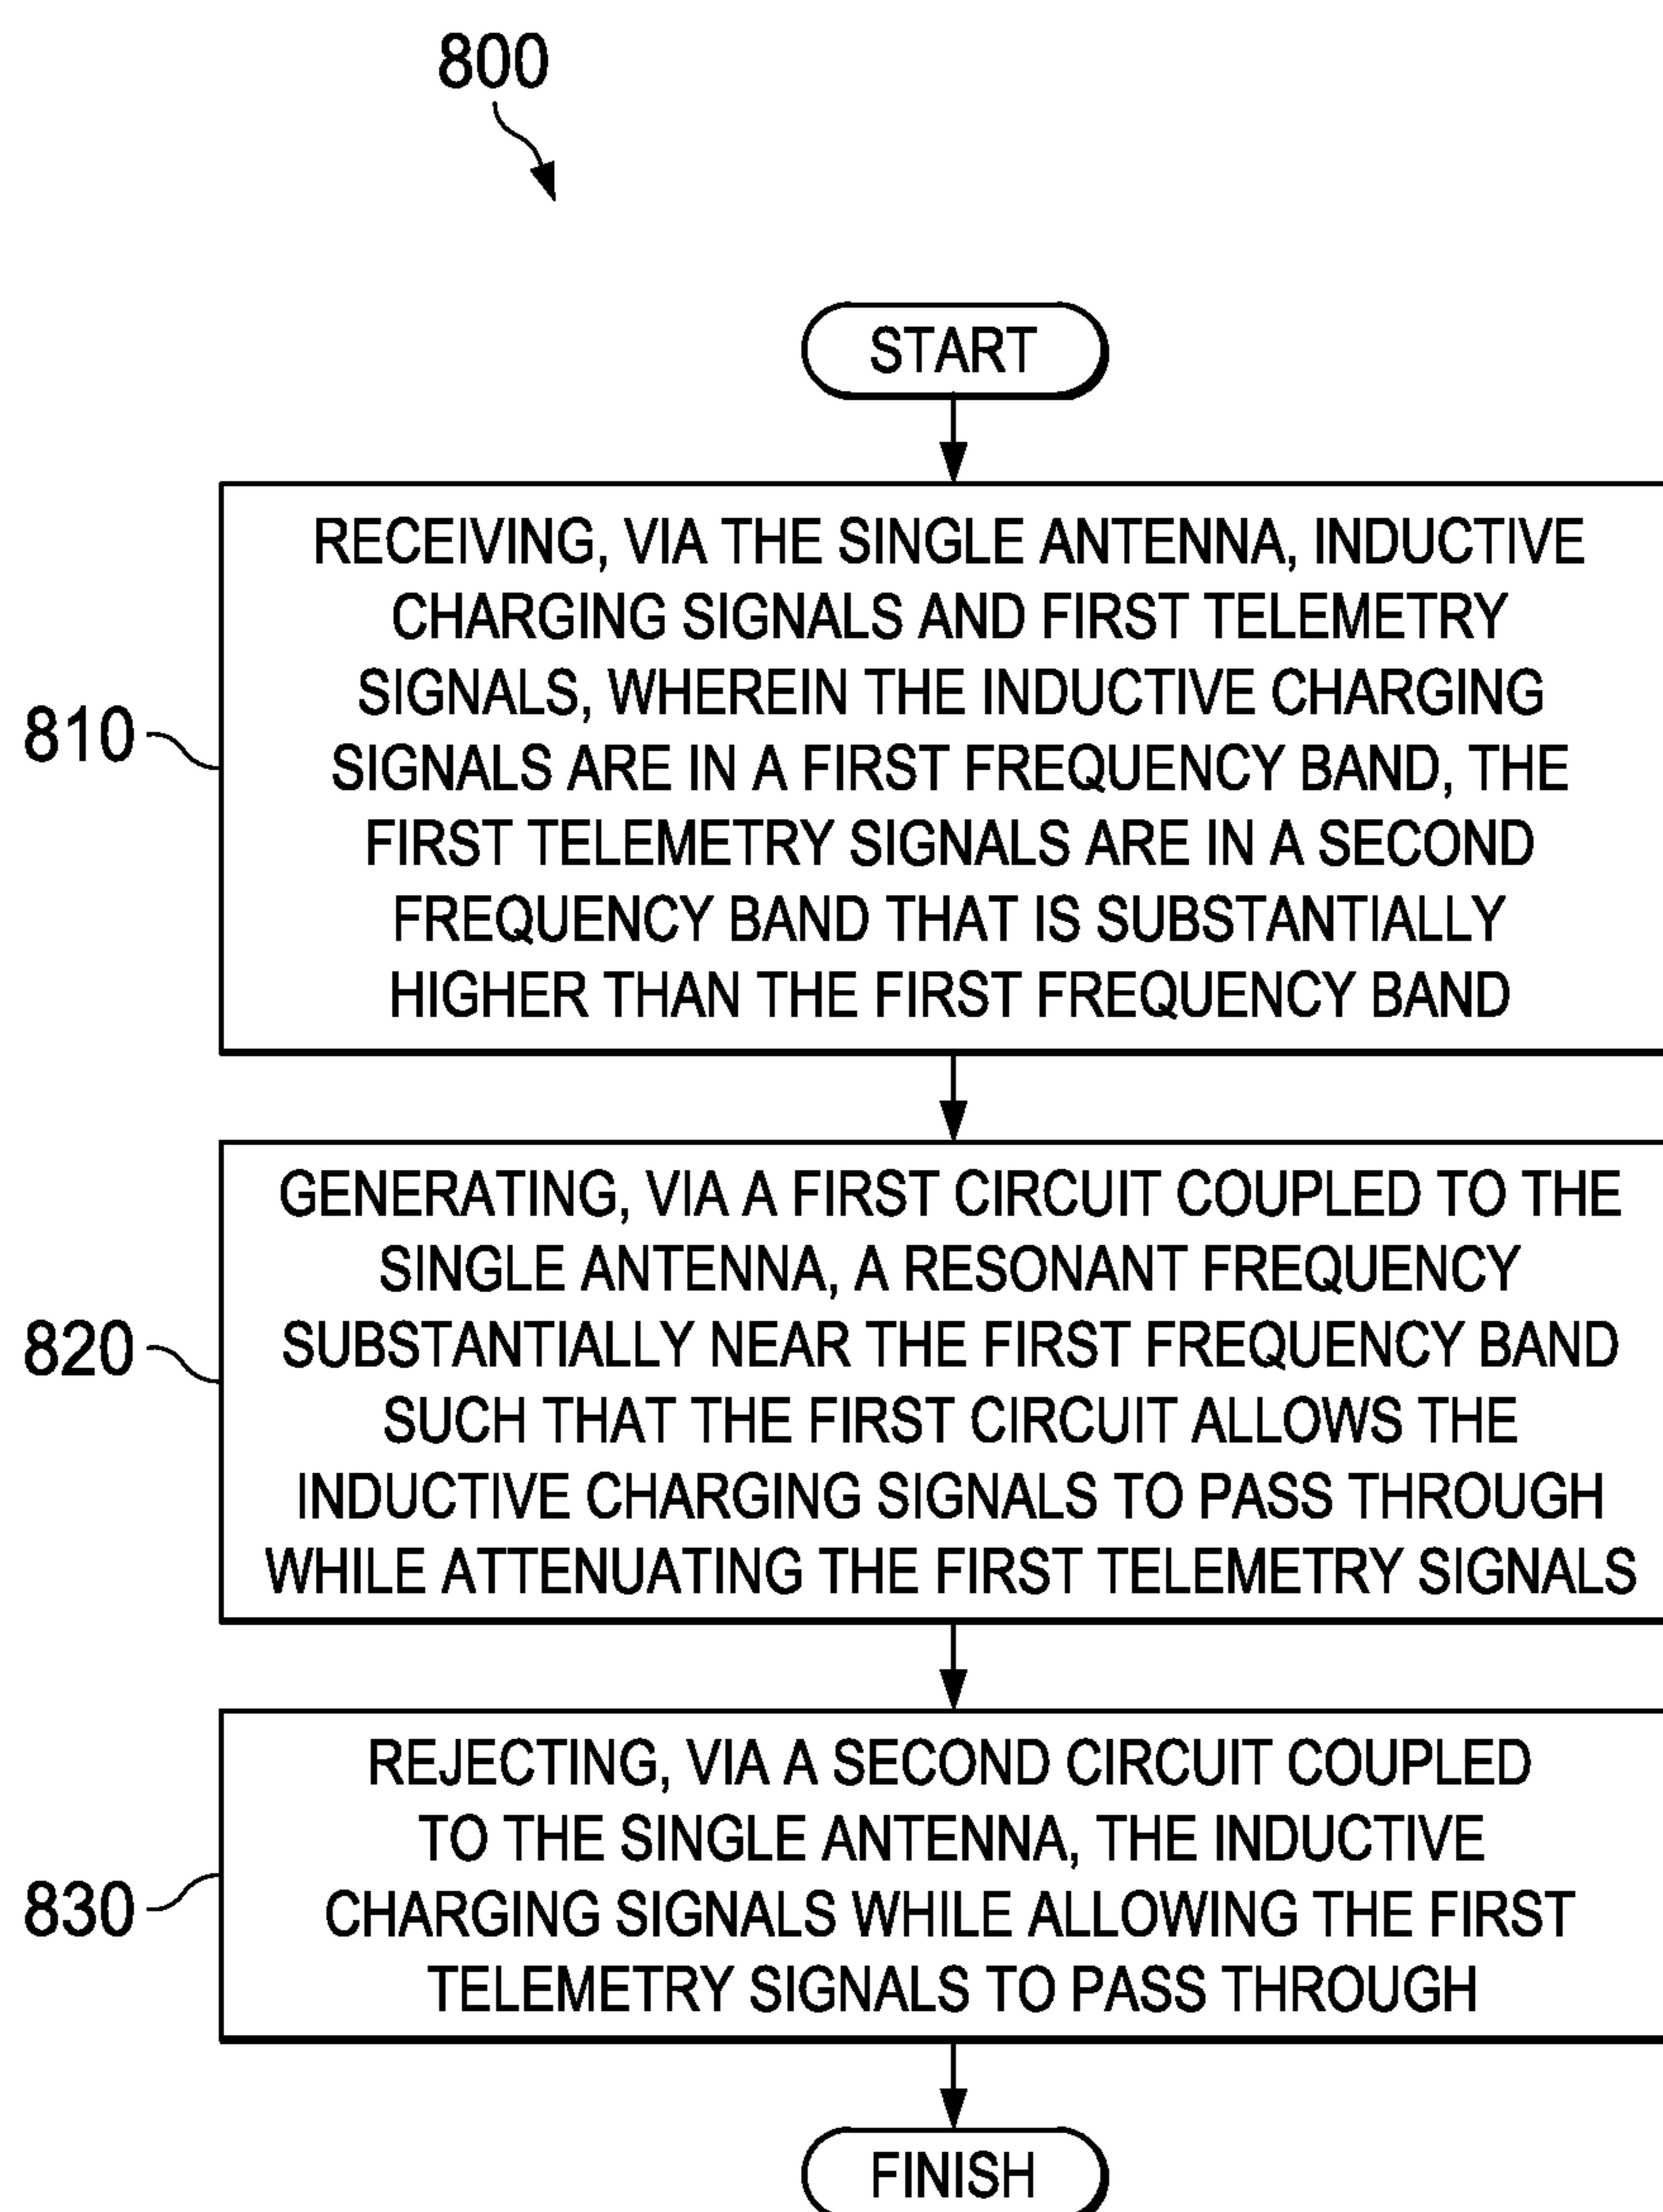 800
START
810
RECEIVING, VIA THE SINGLE ANTENNA, INDUCTIVE
CHARGING SIGNALS AND FIRST TELEMETRY
SIGNALS, WHEREIN THE INDUCTIVE CHARGING
SIGNALS ARE IN A FIRST FREQUENCY BAND, THE
FIRST TELEMETRY SIGNALS ARE IN A SECOND
FREQUENCY BAND THAT IS SUBSTANTIALLY
HIGHER THAN THE FIRST FREQUENCY BAND
820
GENERATING, VIA A FIRST CIRCUIT COUPLED TO THE
SINGLE ANTENNA, A RESONANT FREQUENCY
SUBSTANTIALLY NEAR THE FIRST FREQUENCY BAND
SUCH THAT THE FIRST CIRCUIT ALLOWS THE
INDUCTIVE CHARGING SIGNALS TO PASS THROUGH
WHILE ATTENUATING THE FIRST TELEMETRY SIGNALS
830
REJECTING, VIA A SECOND CIRCUIT COUPLED
TO THE SINGLE ANTENNA, THE INDUCTIVE
CHARGING SIGNALS WHILE ALLOWING THE FIRST
TELEMETRY SIGNALS TO PASS THROUGH
FINISH